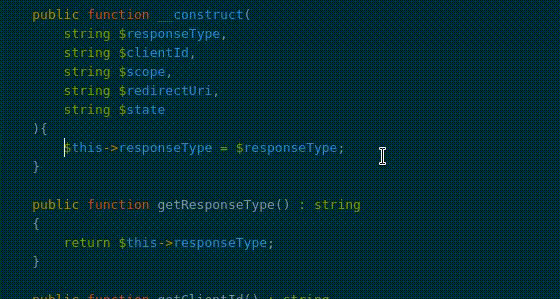 public function __construct(
string $responseType,
string $clientId,
string $scope,
string $redirectUri,
string $state
){
$this->responseType = $responseType;
}
public function getResponseType() : string
{
return $this->responseType;
}
public function getClientId() : string